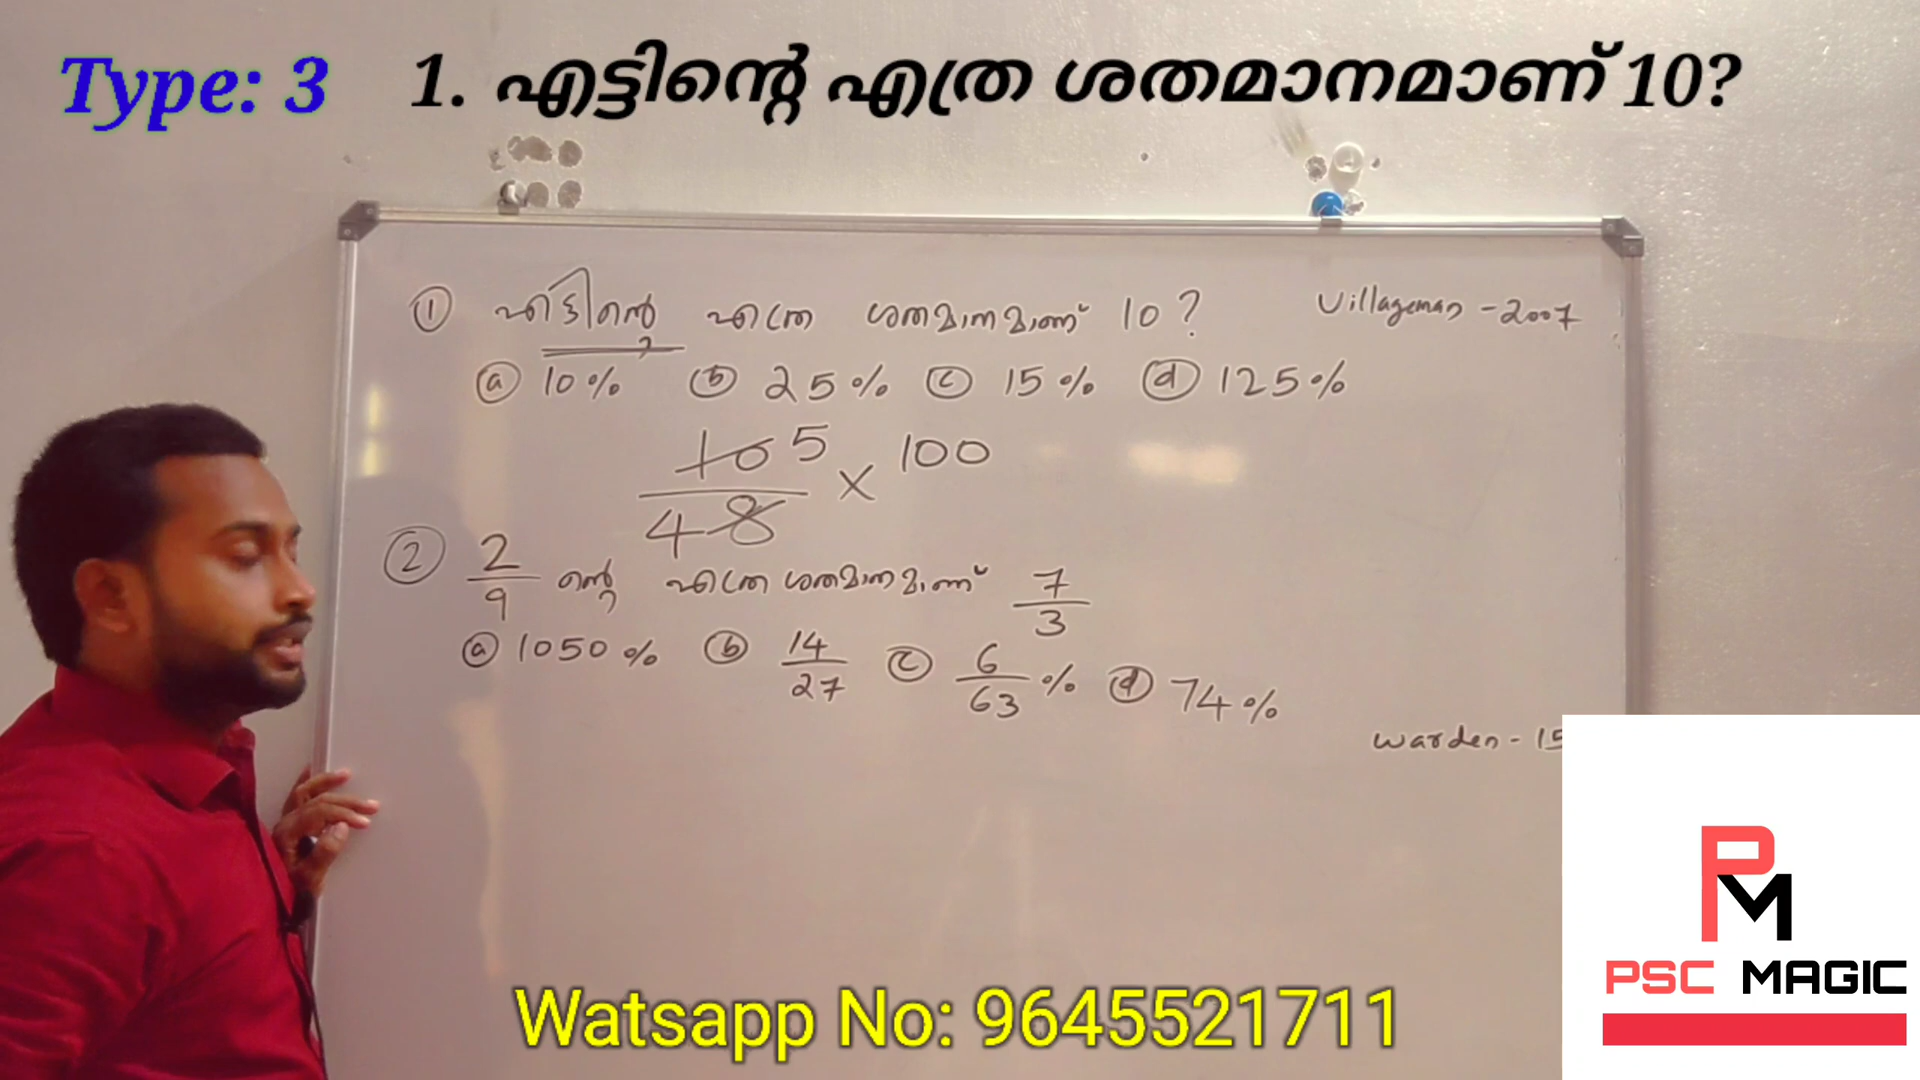 Type: 3 1. എട്ടിന്റെ എത്ര ശതമാനമാണ് 10?
① എട്ടിന്റെ എത്ര ശതമാനമാണ് 10? Villageman - 2007
ⓐ 10% ⓑ 25% ⓒ 15% ⓓ 125%
10 5 × 100
4 8
② 2/9 ന്റെ എത്ര ശതമാനമാണ് 7/3
ⓐ 1050% ⓑ 14/27 ⓒ 6/63 % ⓓ 74%
Warden - 15
PM
PSC MAGIC
Watsapp No: 9645521711